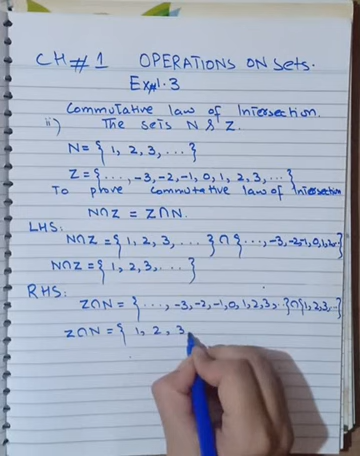 CH#1 OPERATIONS ON Sets.
Ex#1.3
Commutative law of Intersection.
ii) The sets N & Z.
N={1, 2, 3, ...}
Z={..., -3, -2, -1, 0, 1, 2, 3, ...}
To prove commutative law of Intersection
N∩Z = Z∩N.
LHS:
N∩Z={1, 2, 3, ...}∩{..., -3, -2, -1, 0, 1, 2,
N∩Z={1, 2, 3, ...}
RHS:
Z∩N={..., -3, -2, -1, 0, 1, 2, 3, ...}∩{1, 2, 3, ...}
Z∩N={1, 2, 3,